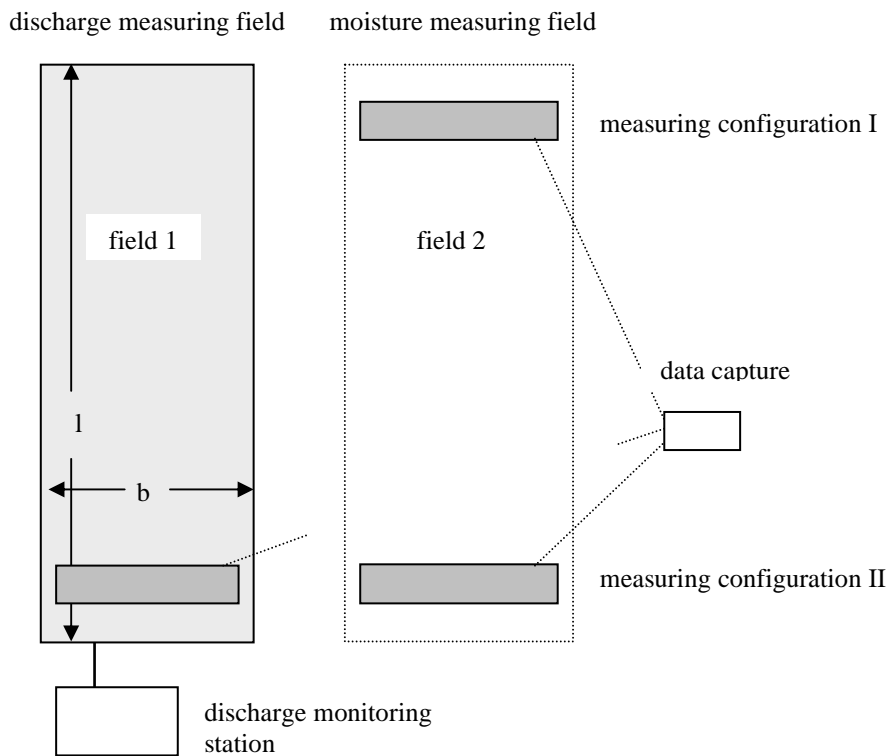 discharge measuring field
moisture measuring field
measuring configuration I
field 1
field 2
data capture
l
b
measuring configuration II
discharge monitoring
station